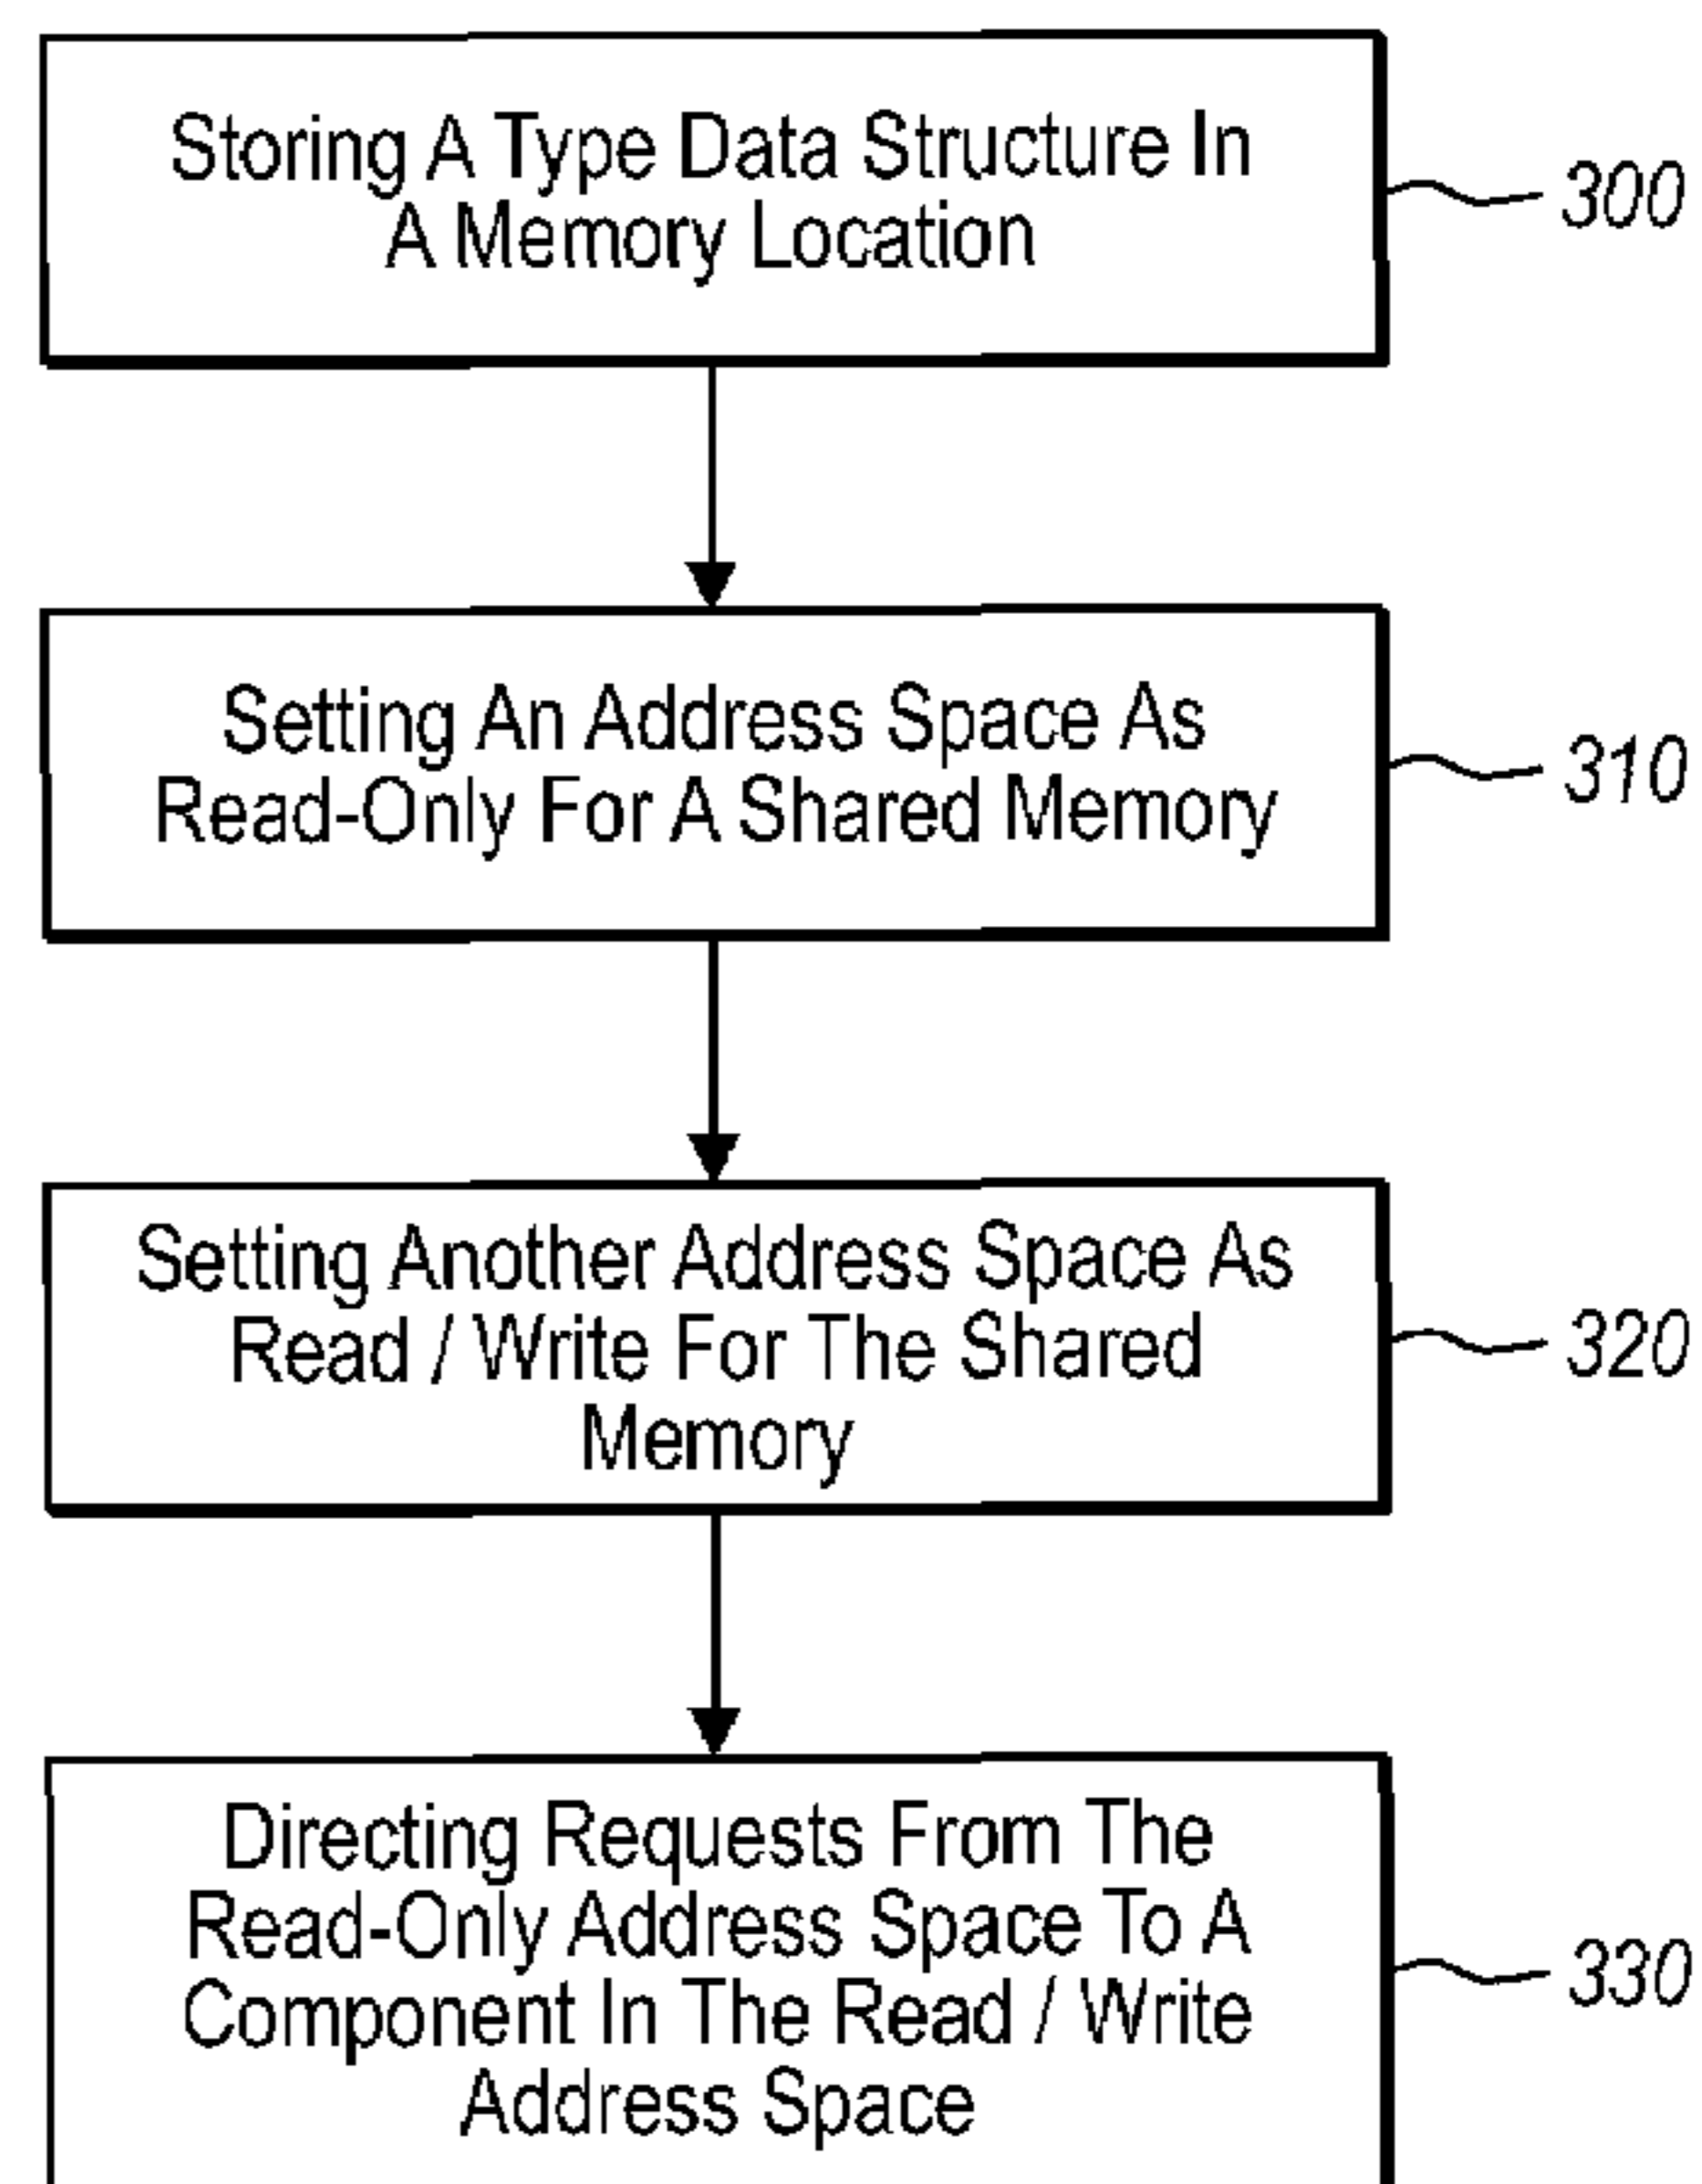 Storing A Type Data Structure In
A Memory Location
300
Setting An Address Space As
Read-Only For A Shared Memory
310
Setting Another Address Space As
Read / Write For The Shared
Memory
320
Directing Requests From The
Read-Only Address Space To A
Component In The Read / Write
Address Space
330